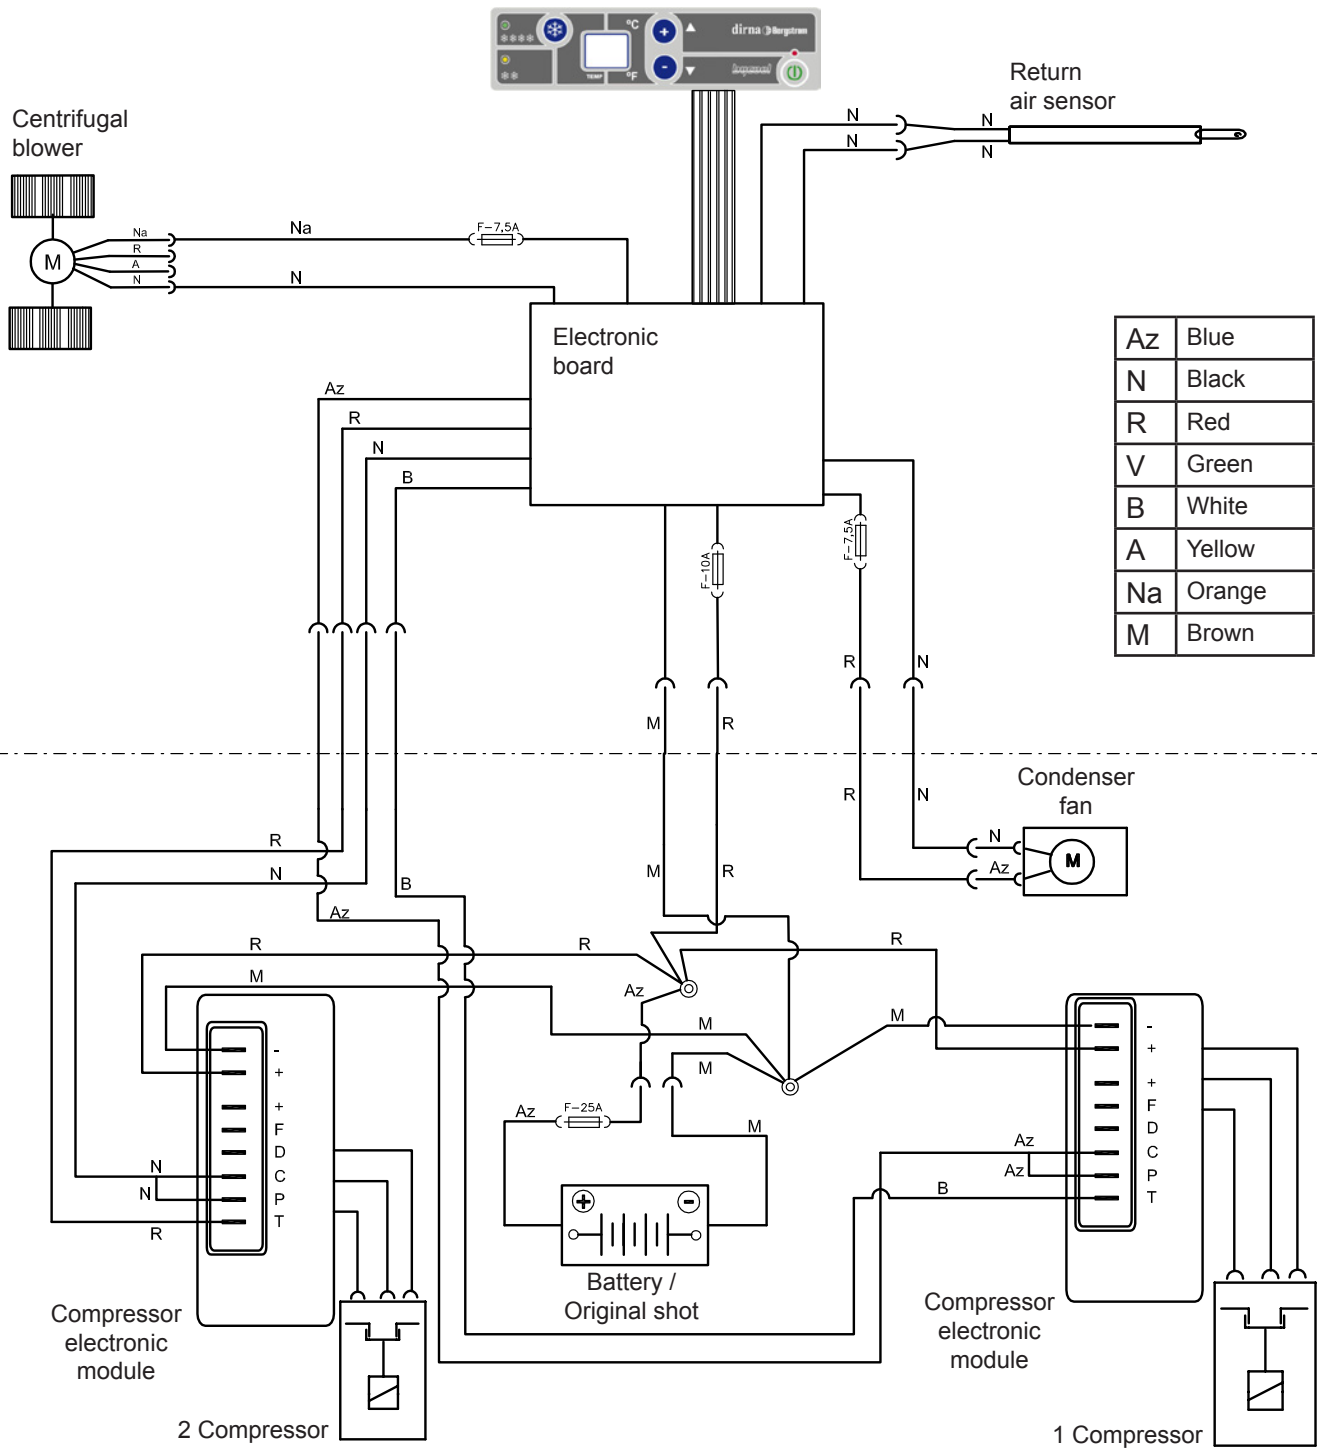 °C
dirna Bergstrom
TEMP
°F
Return
air sensor
Centrifugal
blower
N
N
N
N
Na
R
A
N
Na
F-7,5A
N
M
Electronic
board
Az Blue
N Black
R Red
V Green
B White
A Yellow
Na Orange
M Brown
Az
R
N
B
F-10A
F-7,5A
R
N
M
R
R
N
Condenser
fan
N
Az
M
R
N
B
Az
M
R
R
R
R
M
Az
M
M
M
Az
F-25A
M
-
+
+
F
D
C
P
T
N
N
R
-
+
+
F
D
C
P
T
Az
Az
B
+
-
Battery /
Original shot
Compressor
electronic
module
2 Compressor
Compressor
electronic
module
1 Compressor